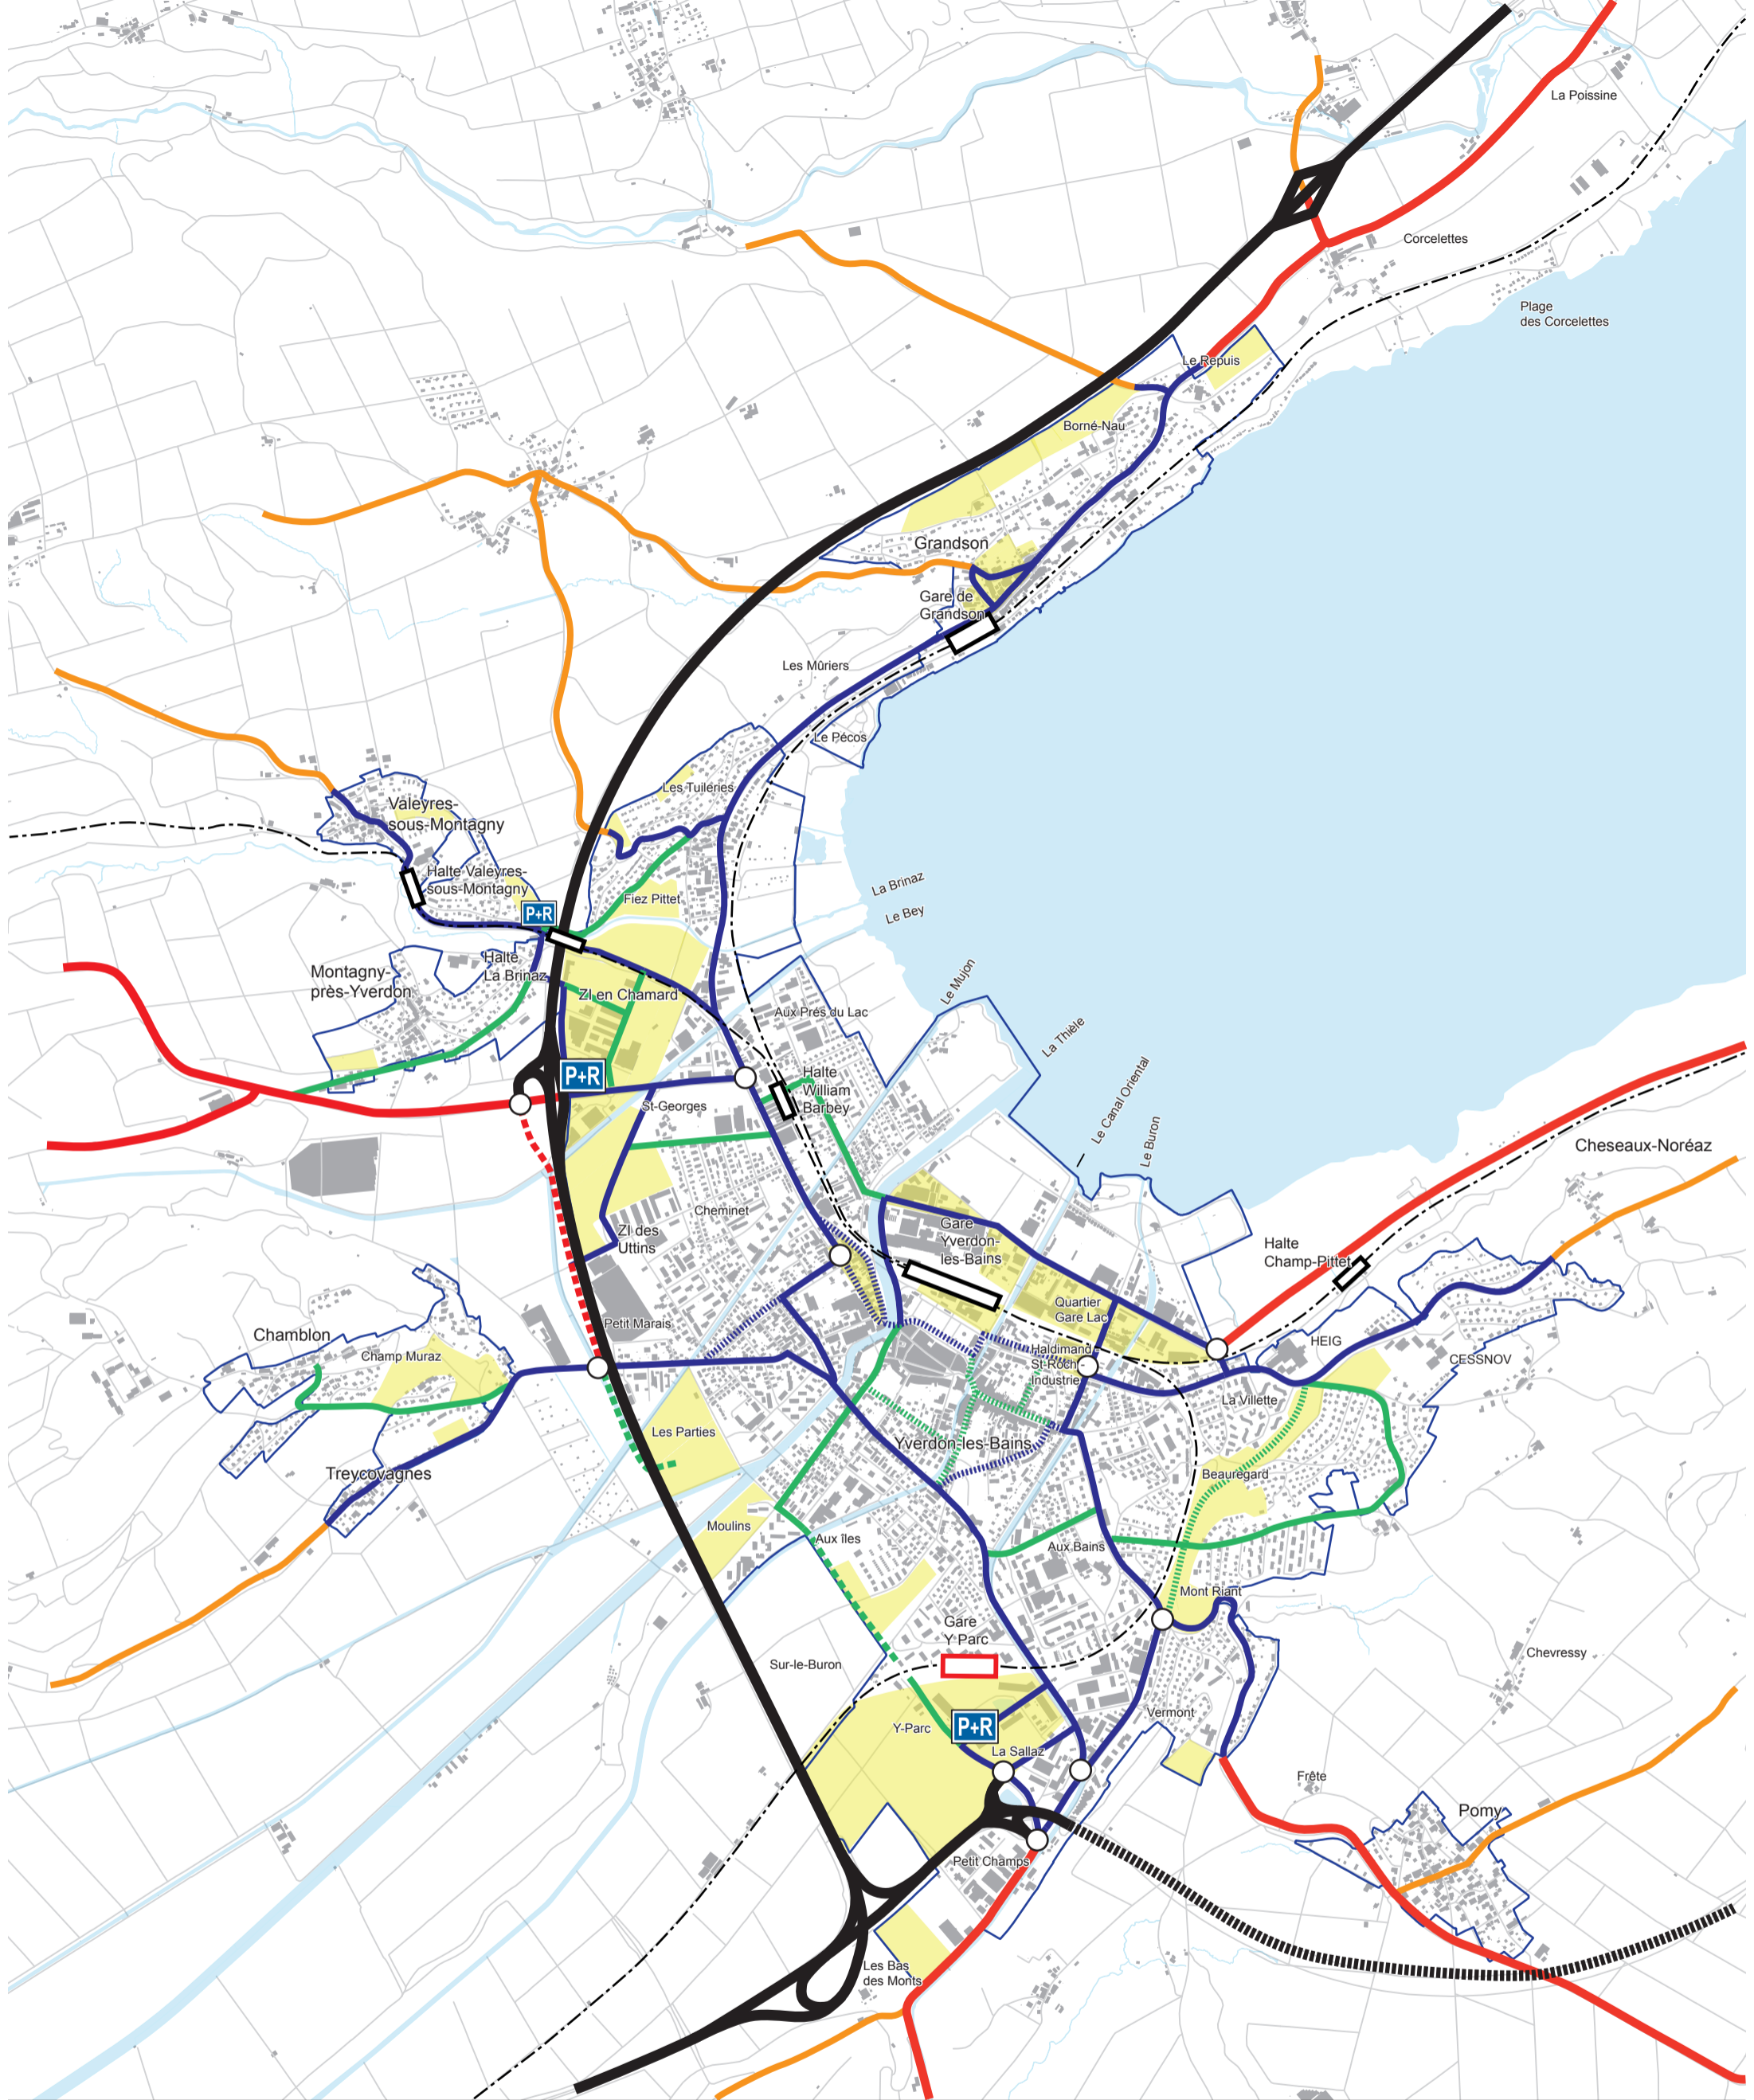 La Poissine
Corcelettes
Plage
des Corcelettes
Le Repuis
Borné-Nau
Grandson
Gare de
Grandson
Les Mûriers
Le Pécos
Les Tuileries
Valeyres-
sous-Montagny
Halte Valeyres-
sous-Montagny
La Brinaz
Le Bey
Fiez Pittet
P+R
Halte
La Brinaz
Montagny-
près-Yverdon
ZI en Chamard
Le Mujon
Aux Prés du Lac
La Thièle
P+R
Halte
William
Barbey
St-Georges
Le Canal Oriental
Le Buron
Cheseaux-Noréaz
Cheminet
ZI des
Uttins
Gare
Yverdon-
les-Bains
Halte
Champ-Pittet
Quartier
Gare Lac
Petit Marais
Chamblon
Champ Muraz
Haldimand
St-Roch
Industrie
HEIG
CESSNOV
La Villette
Les Parties
Yverdon-les-Bains
Treycovagnes
Beauregard
Moulins
Aux îles
Aux Bains
Mont Riant
Gare
Y Parc
Sur-le-Buron
Chevressy
Vermont
Y-Parc
P+R
La Sallaz
Frête
Pomy
Petit Champs
Les Bas
des Monts